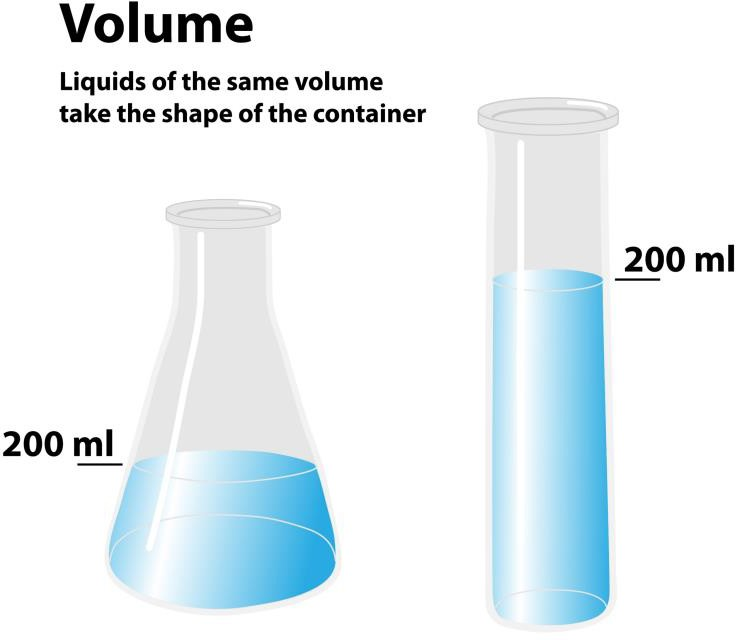 Volume
Liquids of the same volume
take the shape of the container
200 ml
200 ml